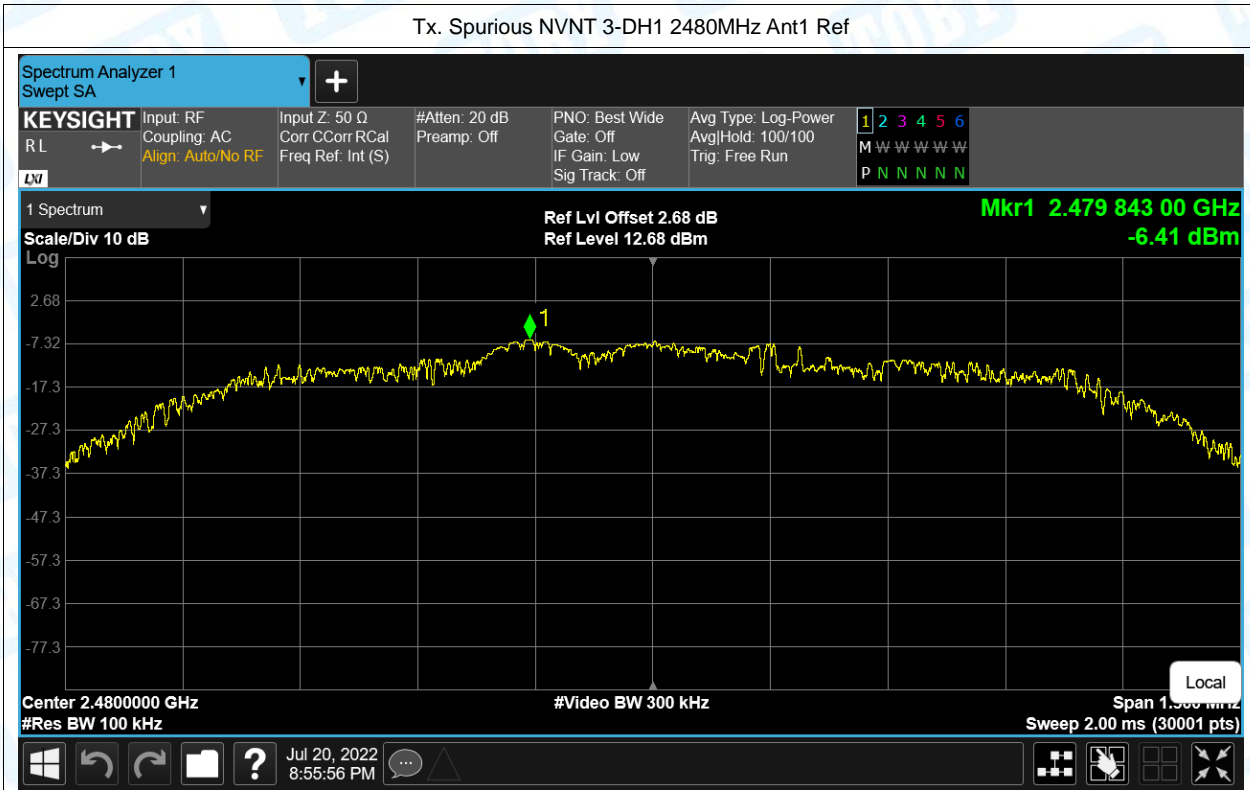 Tx. Spurious NVNT 3-DH1 2480MHz Ant1 Ref
Spectrum Analyzer 1
Swept SA
+
KEYSIGHT
R L
LXI
Input: RF
Coupling: AC
Align: Auto/No RF
Input Z: 50 Ω
Corr CCorr RCal
Freq Ref: Int (S)
#Atten: 20 dB
Preamp: Off
PNO: Best Wide
Gate: Off
IF Gain: Low
Sig Track: Off
Avg Type: Log-Power
Avg|Hold: 100/100
Trig: Free Run
1 2 3 4 5 6
M W W W W W
P N N N N N
1 Spectrum
Scale/Div 10 dB
Log
Ref Lvl Offset 2.68 dB
Ref Level 12.68 dBm
Mkr1 2.479 843 00 GHz
-6.41 dBm
1
2.68
-7.32
-17.3
-27.3
-37.3
-47.3
-57.3
-67.3
-77.3
Local
Center 2.4800000 GHz
#Video BW 300 kHz
Span
#Res BW 100 kHz
Sweep 2.00 ms (30001 pts)
?
Jul 20, 2022
8:55:56 PM